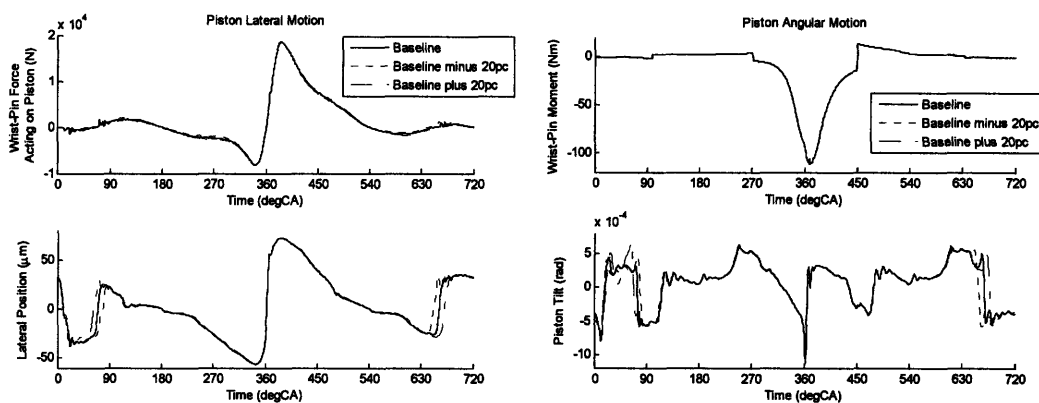 Piston Lateral Motion
x 10⁴
2
1
0
-1
Wrist-Pin Force
Acting on Piston (N)
Baseline
Baseline minus 20pc
Baseline plus 20pc
0 90 180 270 360 450 540 630 720
Time (degCA)
Piston Angular Motion
0
-50
-100
Wrist-Pin Moment (Nm)
Baseline
Baseline minus 20pc
Baseline plus 20pc
0 90 180 270 360 450 540 630 720
Time (degCA)
50
0
-50
Lateral Position (μm)
0 90 180 270 360 450 540 630 720
Time (degCA)
x 10⁻⁴
5
0
-5
-10
Piston Tilt (rad)
0 90 180 270 360 450 540 630 720
Time (degCA)